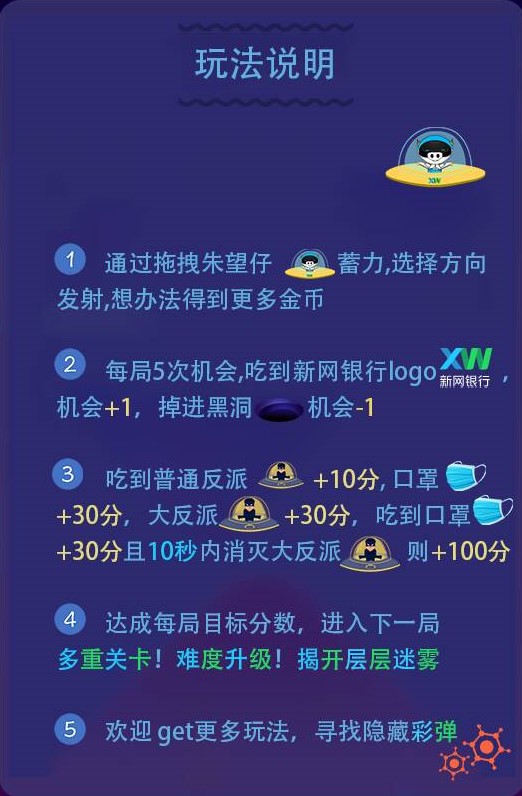 玩法说明
XW
1 通过拖拽朱望仔 蓄力,选择方向
发射,想办法得到更多金币
2 每局5次机会,吃到新网银行logo XW 新网银行 ,
机会+1，掉进黑洞 机会-1
3 吃到普通反派 +10分, 口罩
+30分，大反派 +30分，吃到口罩
+30分且10秒内消灭大反派 则+100分
4 达成每局目标分数，进入下一局
多重关卡！难度升级！揭开层层迷雾
5 欢迎 get更多玩法，寻找隐藏彩弹